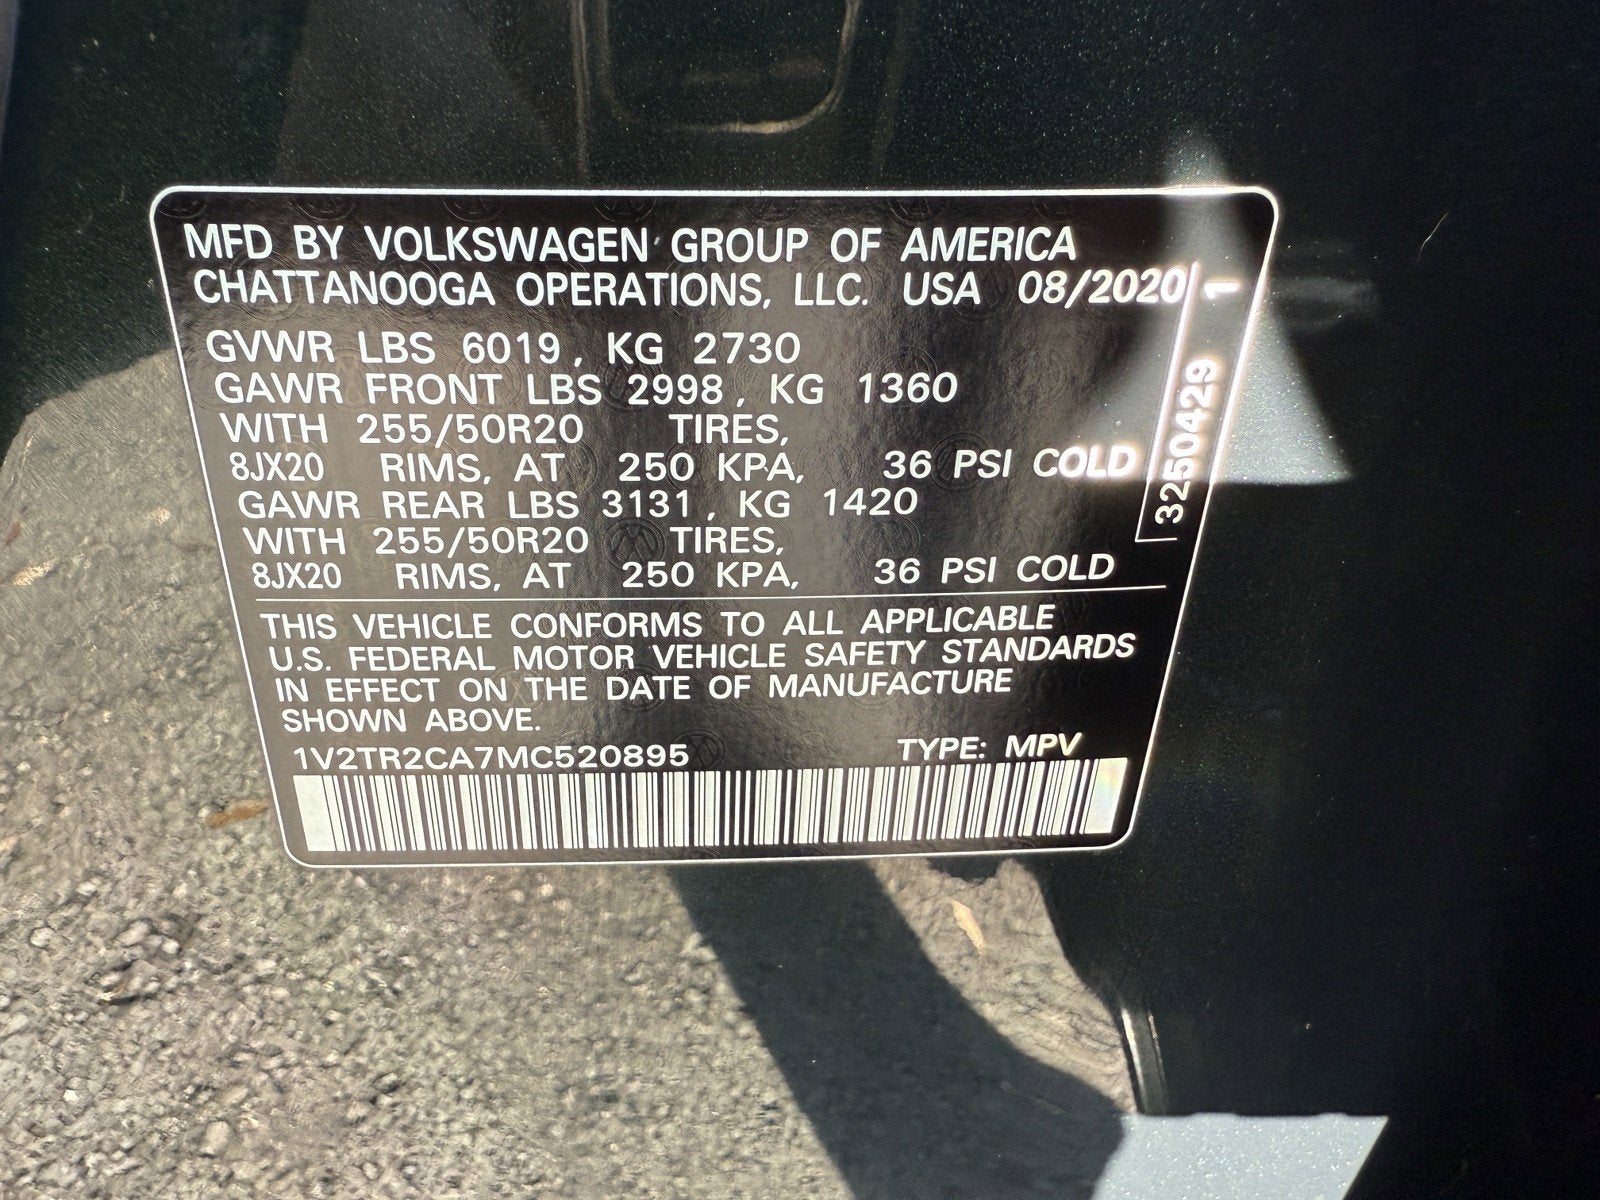 MFD BY VOLKSWAGEN GROUP OF AMERICA
CHATTANOOGA OPERATIONS, LLC. USA 08/2020
GVWR LBS 6019, KG 2730
GAWR FRONT LBS 2998, KG 1360
WITH 255/50R20 TIRES,
8JX20 RIMS, AT 250 KPA, 36 PSI COLD
GAWR REAR LBS 3131, KG 1420
WITH 255/50R20 TIRES,
8JX20 RIMS, AT 250 KPA, 36 PSI COLD
THIS VEHICLE CONFORMS TO ALL APPLICABLE
U.S. FEDERAL MOTOR VEHICLE SAFETY STANDARDS
IN EFFECT ON THE DATE OF MANUFACTURE
SHOWN ABOVE.
1V2TR2CA7MC520895 TYPE: MPV
3250429 1